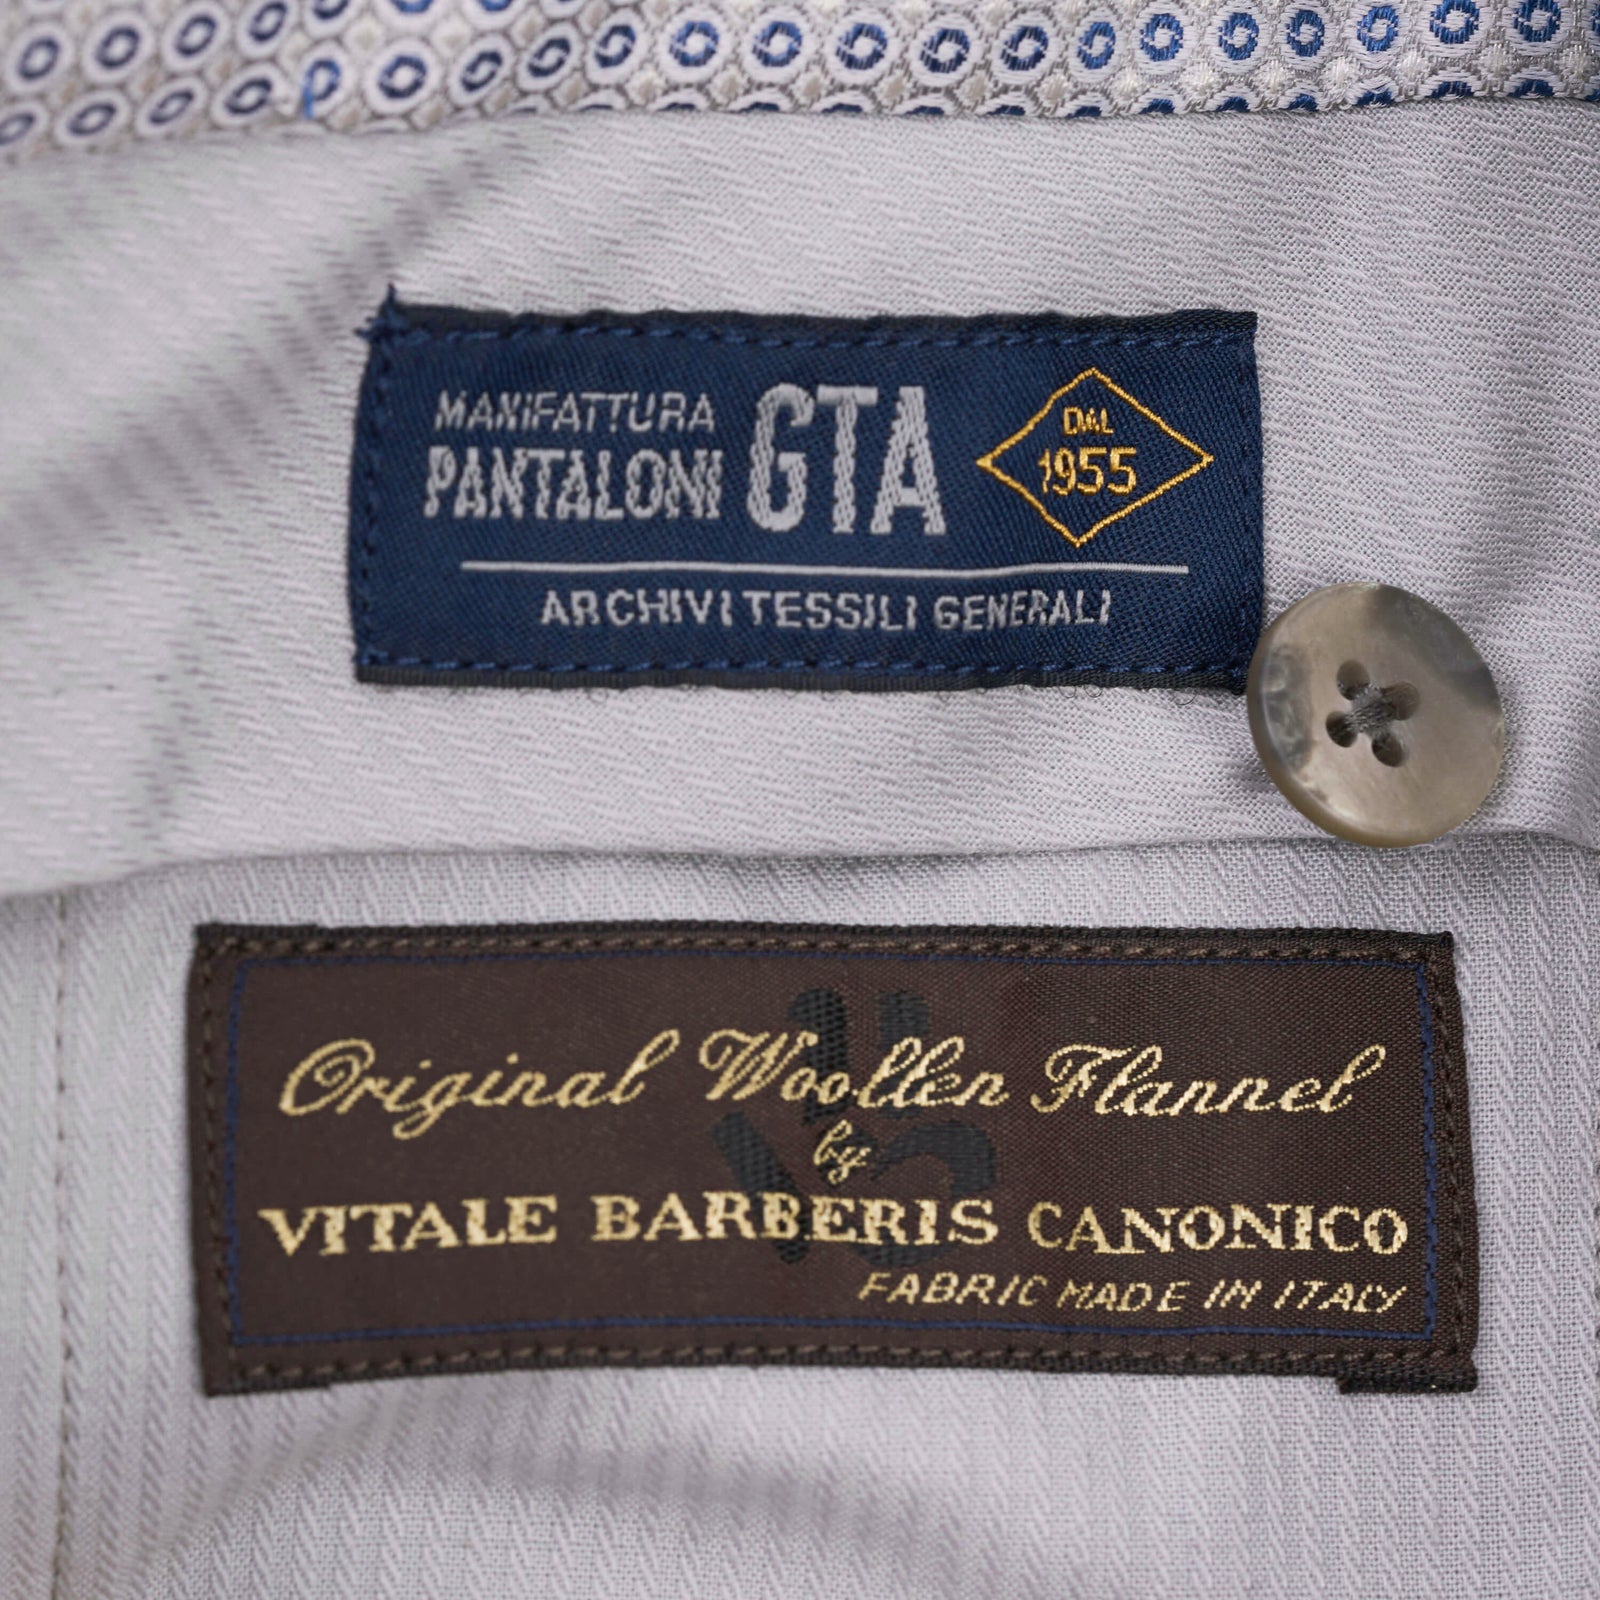 MANIFATTURA
PANTALONI GTA
DAL
1955
ARCHIVI TESSILI GENERALI
Original Woollen Flannel
by
VITALE BARBERIS CANONICO
FABRIC MADE IN ITALY